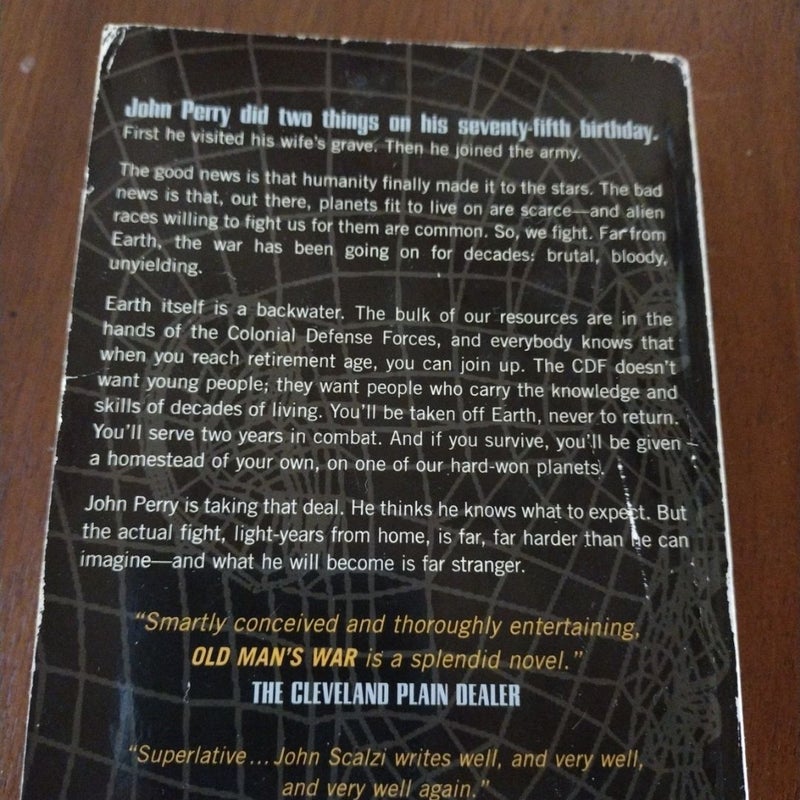 John Perry did two things on his seventy-fifth birthday.
First he visited his wife's grave. Then he joined the army.
The good news is that humanity finally made it to the stars. The bad
news is that, out there, planets fit to live on are scarce—and alien
races willing to fight us for them are common. So, we fight. Far from
Earth, the war has been going on for decades: brutal, bloody,
unyielding.
Earth itself is a backwater. The bulk of our resources are in the
hands of the Colonial Defense Forces, and everybody knows that
when you reach retirement age, you can join up. The CDF doesn't
want young people; they want people who carry the knowledge and
skills of decades of living. You'll be taken off Earth, never to return.
You'll serve two years in combat. And if you survive, you'll be given
a homestead of your own, on one of our hard-won planets.
John Perry is taking that deal. He thinks he knows what to expect. But
the actual fight, light-years from home, is far, far harder than he can
imagine—and what he will become is far stranger.
"Smartly conceived and thoroughly entertaining,
OLD MAN'S WAR is a splendid novel."
THE CLEVELAND PLAIN DEALER
"Superlative...John Scalzi writes well, and very well,
and very well again."